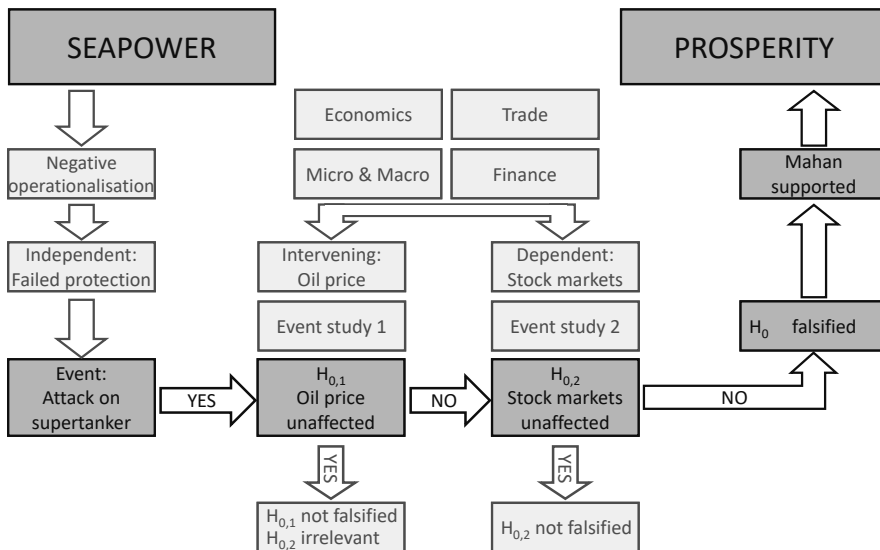 SEAPOWER
PROSPERITY
Economics
Trade
Negative
operationalisation
Micro & Macro
Finance
Mahan
supported
Independent:
Failed protection
Intervening:
Oil price
Dependent:
Stock markets
Event study 1
Event study 2
H₀ falsified
Event:
Attack on
supertanker
YES
H₀,₁
Oil price
unaffected
NO
H₀,₂
Stock markets
unaffected
NO
YES
YES
H₀,₁ not falsified
H₀,₂ irrelevant
H₀,₂ not falsified